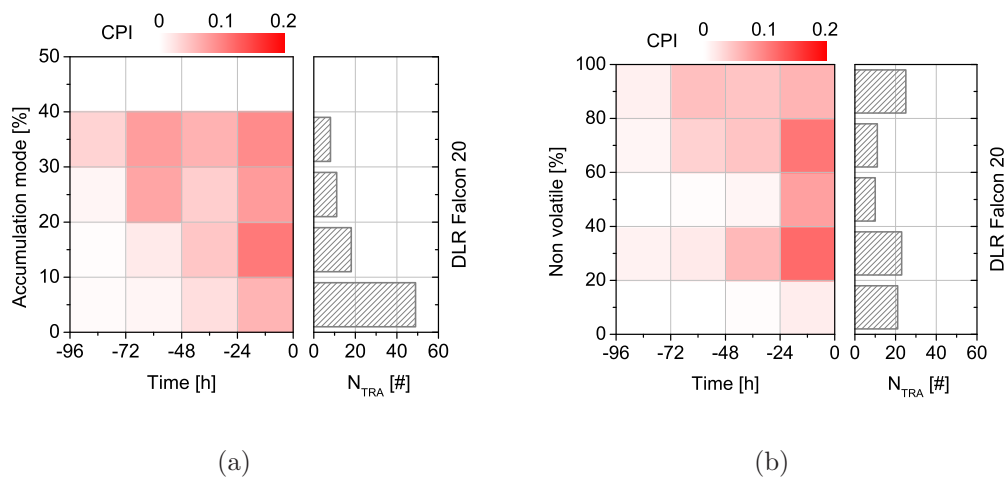 CPI 0 0.1 0.2
50
40
30
20
10
0
Accumulation mode [%]
-96 -72 -48 -24 0
Time [h]
0 20 40 60
N_TRA [#]
DLR Falcon 20
(a)
CPI 0 0.1 0.2
100
80
60
40
20
0
Non volatile [%]
-96 -72 -48 -24 0
Time [h]
0 20 40 60
N_TRA [#]
DLR Falcon 20
(b)